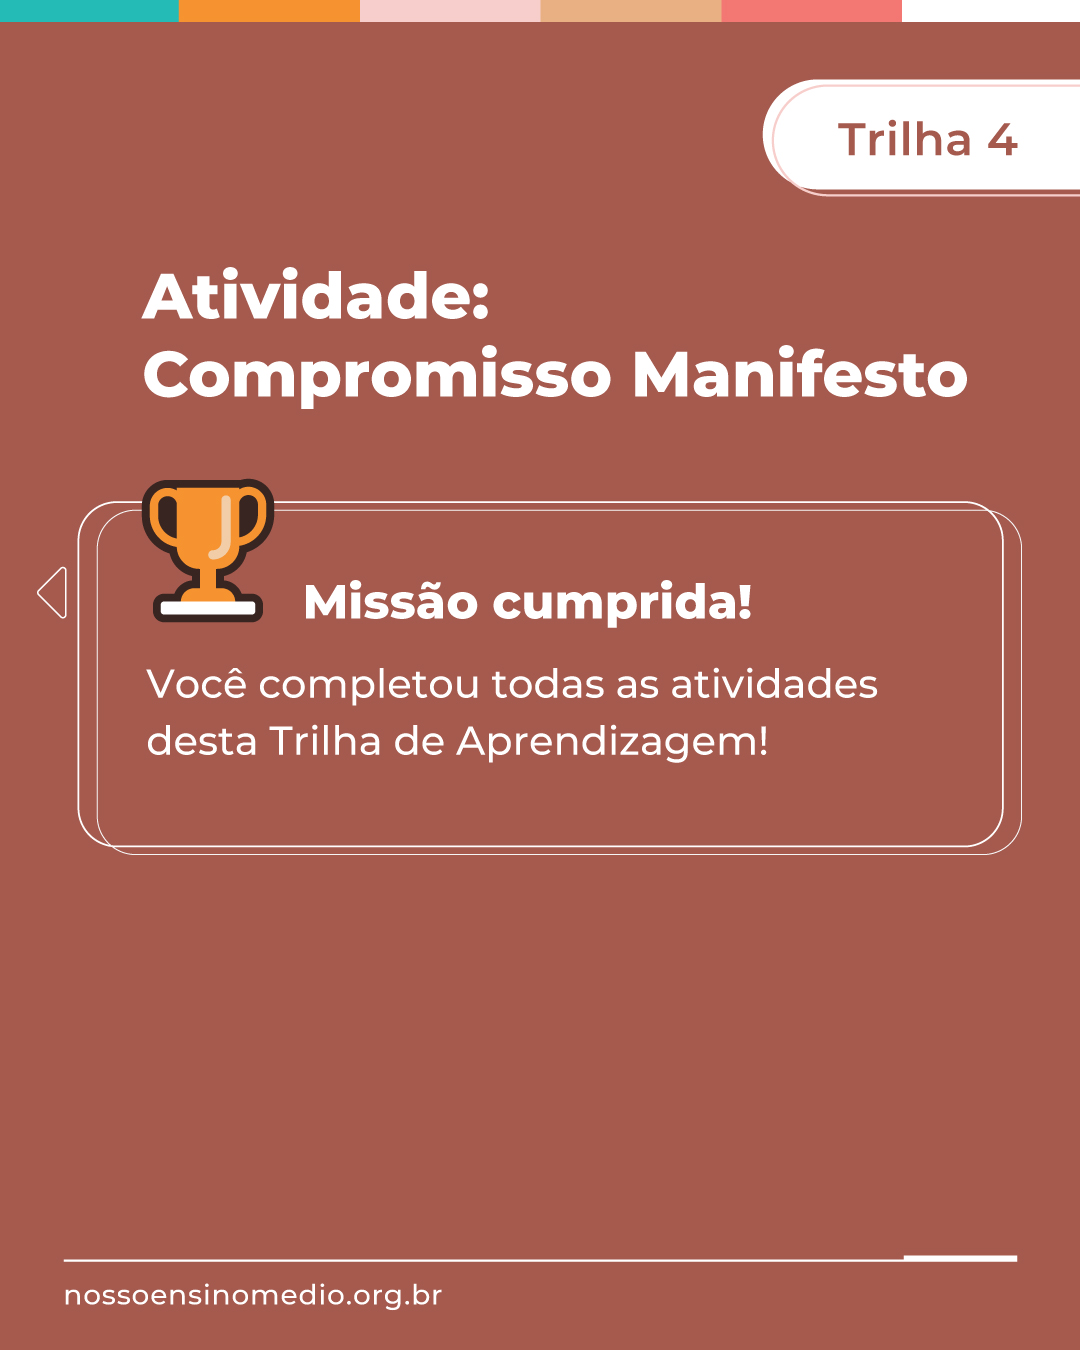 Trilha 4
Atividade:
Compromisso Manifesto
Missão cumprida!
Você completou todas as atividades
desta Trilha de Aprendizagem!
nossoensinomedio.org.br